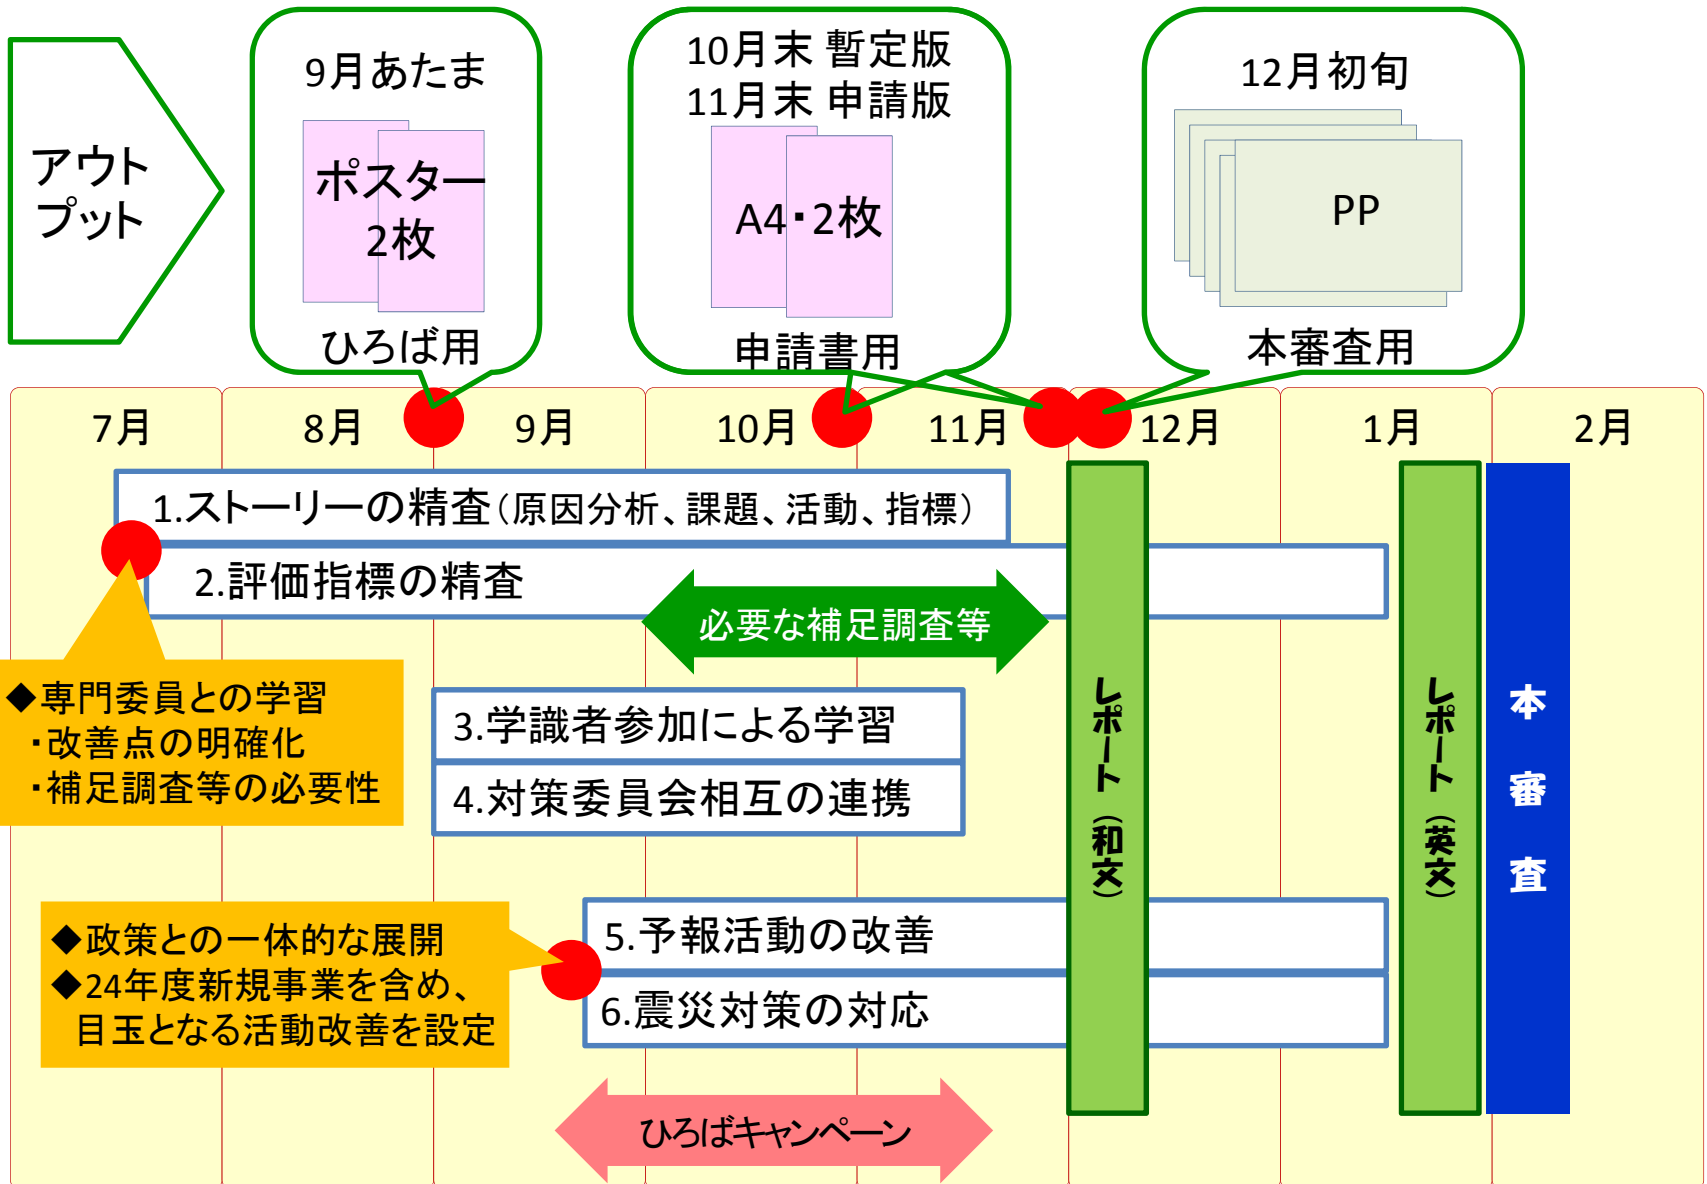 アウト
プット
9月あたま
ポスター
2枚
ひろば用
10月末 暫定版
11月末 申請版
A4・2枚
申請書用
12月初旬
PP
本審査用
7月
8月
9月
10月
11月
12月
1月
2月
1.ストーリーの精査（原因分析、課題、活動、指標）
2.評価指標の精査
必要な補足調査等
◆専門委員との学習
・改善点の明確化
・補足調査等の必要性
3.学識者参加による学習
4.対策委員会相互の連携
◆政策との一体的な展開
◆24年度新規事業を含め、
目玉となる活動改善を設定
5.予報活動の改善
6.震災対策の対応
ひろばキャンペーン
レポート（和文）
レポート（英文）
本審査